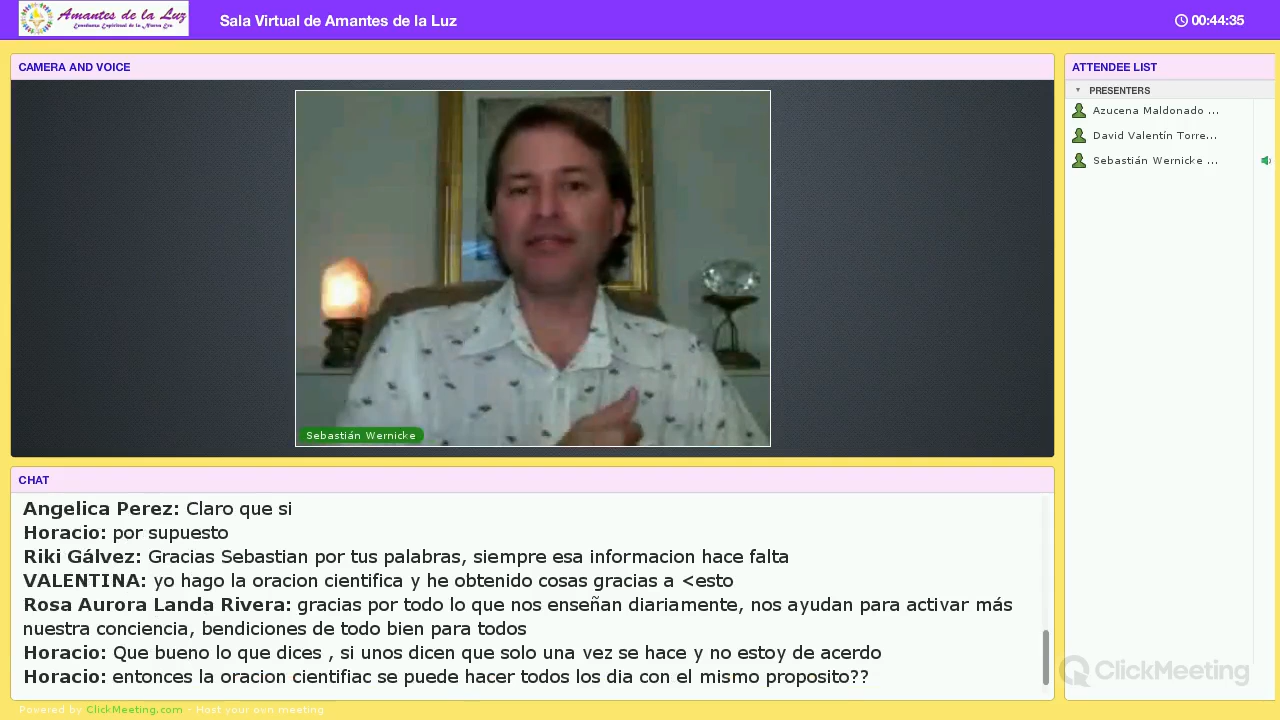 Amantes de la Luz
Enseñanza Espiritual de la Nueva Era
Sala Virtual de Amantes de la Luz
00:44:35
CAMERA AND VOICE
Sebastián Wernicke
ATTENDEE LIST
PRESENTERS
Azucena Maldonado ...
David Valentín Torre...
Sebastián Wernicke ...
CHAT
Angelica Perez: Claro que si
Horacio: por supuesto
Riki Gálvez: Gracias Sebastian por tus palabras, siempre esa informacion hace falta
VALENTINA: yo hago la oracion cientifica y he obtenido cosas gracias a <esto
Rosa Aurora Landa Rivera: gracias por todo lo que nos enseñan diariamente, nos ayudan para activar más
nuestra conciencia, bendiciones de todo bien para todos
Horacio: Que bueno lo que dices , si unos dicen que solo una vez se hace y no estoy de acerdo
Horacio: entonces la oracion cientifiac se puede hacer todos los dia con el mismo proposito??
ClickMeeting
Powered by ClickMeeting.com - Host your own meeting